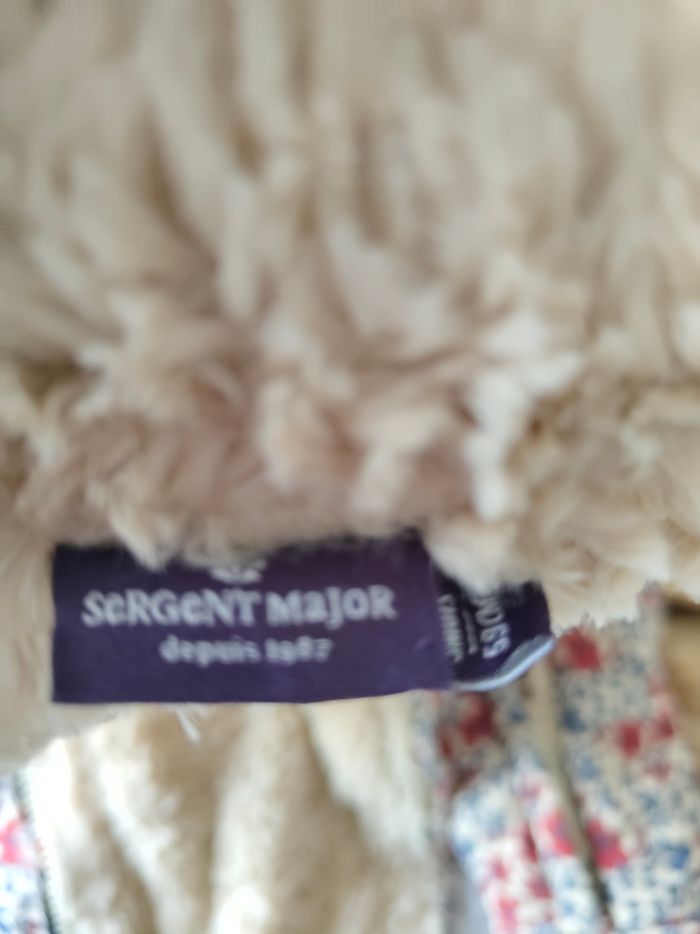 SeRGeNT MaJoR
depuis 1987